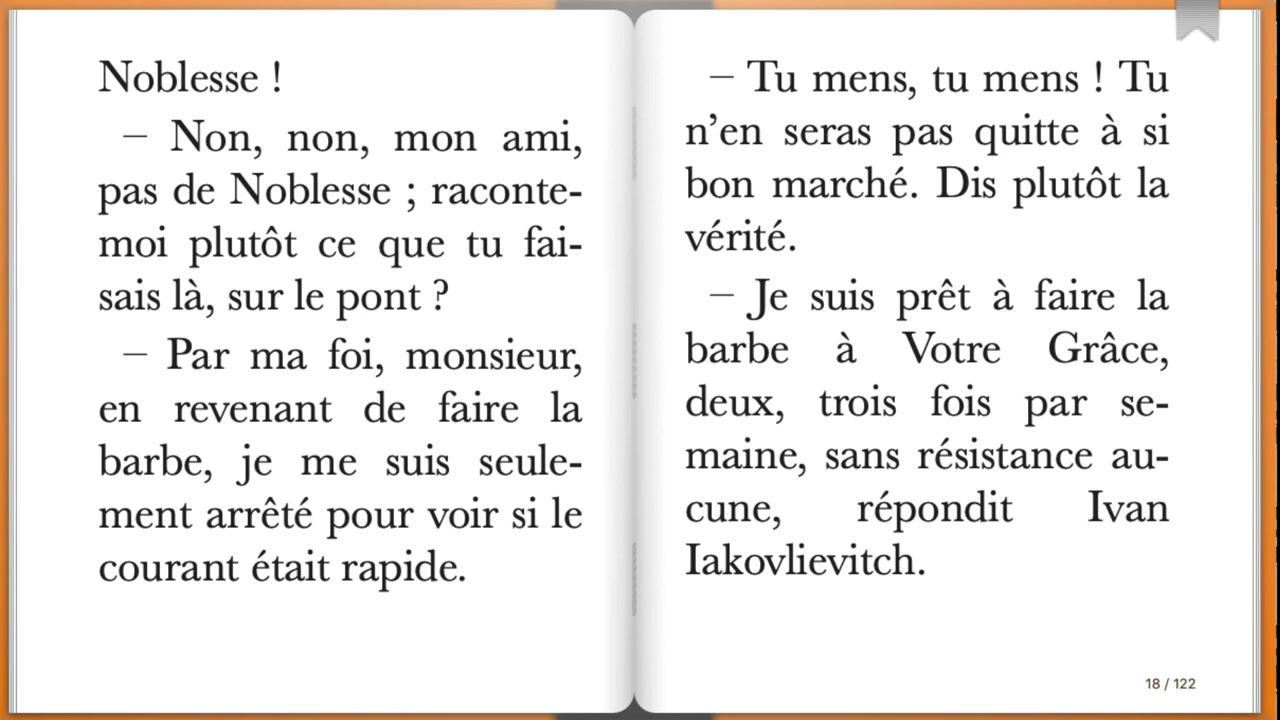 Noblesse !
– Non, non, mon ami,
pas de Noblesse ; raconte-
moi plutôt ce que tu fai-
sais là, sur le pont ?
– Par ma foi, monsieur,
en revenant de faire la
barbe, je me suis seule-
ment arrêté pour voir si le
courant était rapide.
– Tu mens, tu mens ! Tu
n’en seras pas quitte à si
bon marché. Dis plutôt la
vérité.
– Je suis prêt à faire la
barbe à Votre Grâce,
deux, trois fois par se-
maine, sans résistance au-
cune, répondit Ivan
Iakovlievitch.
18 / 122